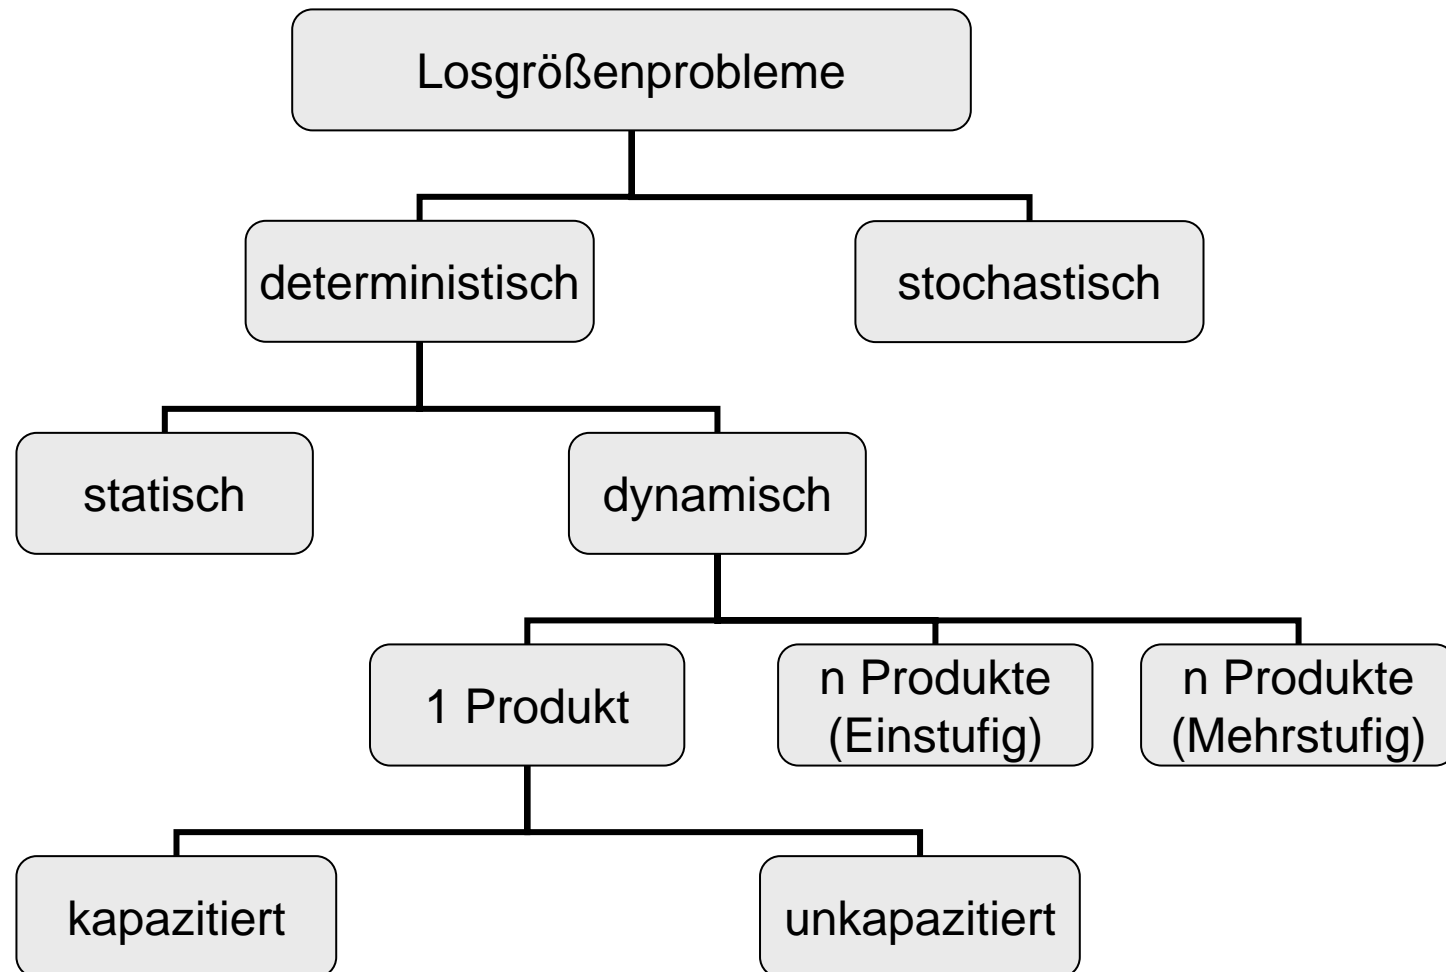 Losgrößenprobleme
deterministisch
stochastisch
statisch
dynamisch
1 Produkt
n Produkte
(Einstufig)
n Produkte
(Mehrstufig)
kapazitiert
unkapazitiert